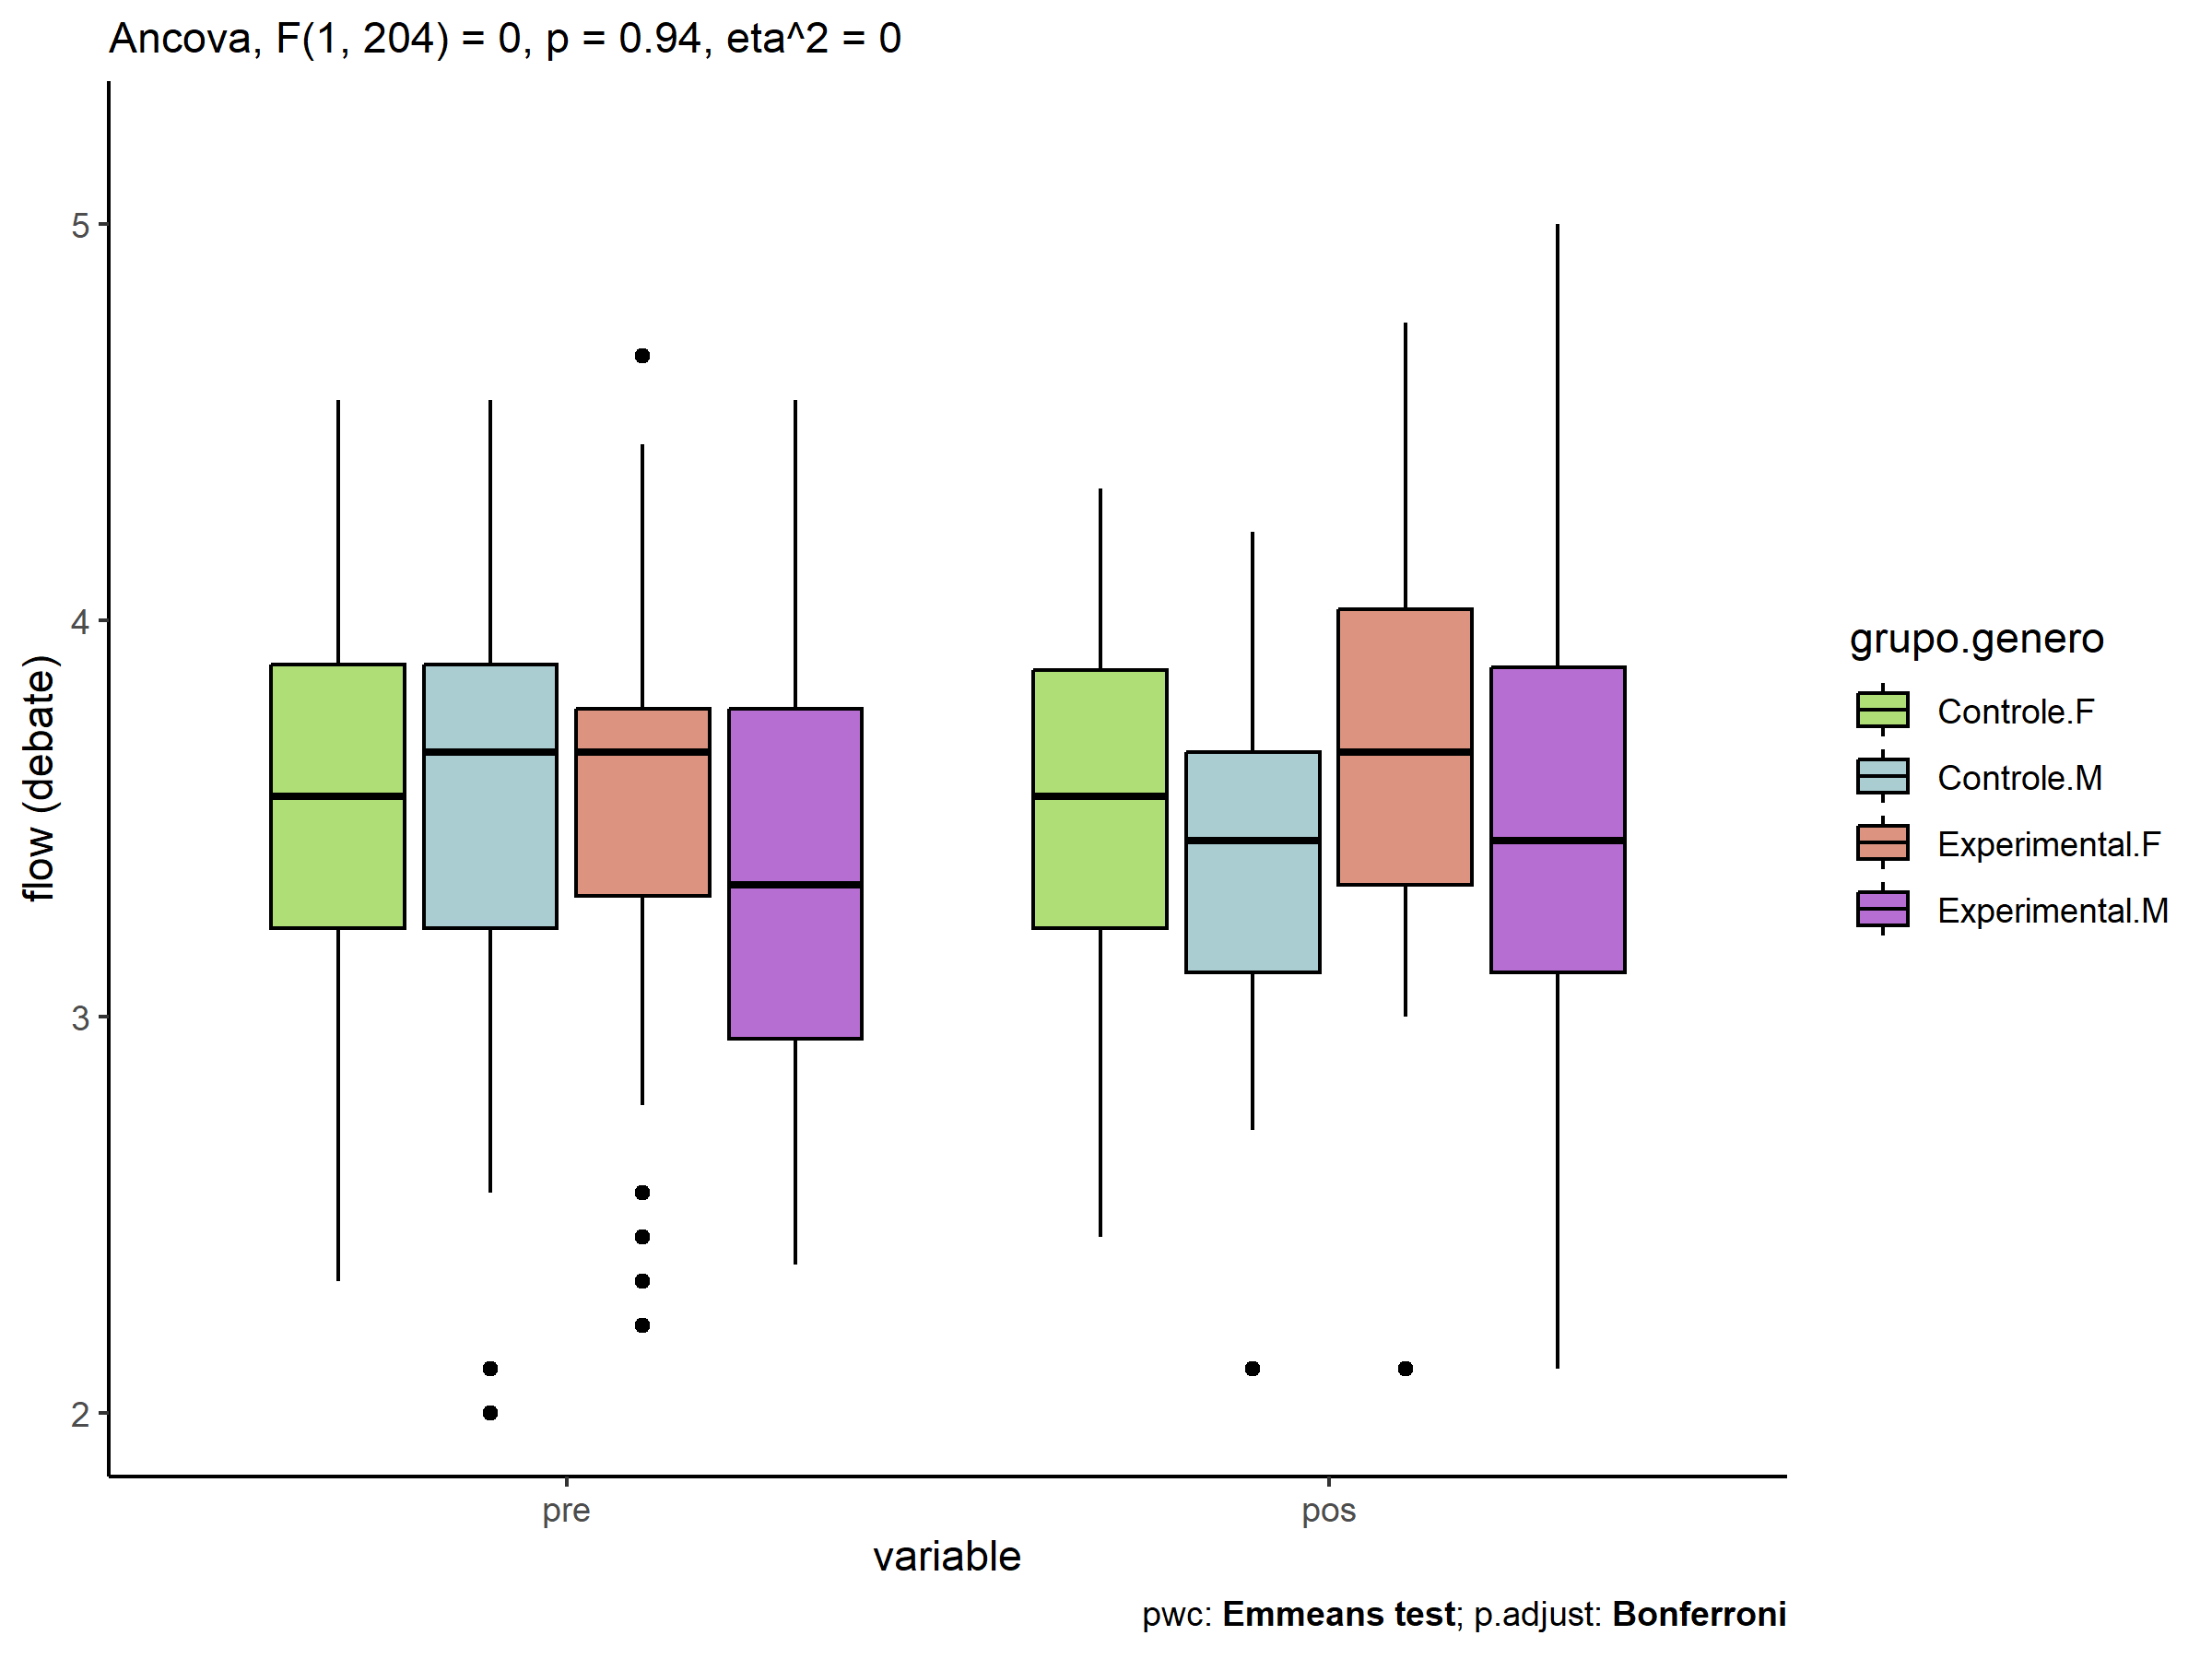 Ancova, F(1, 204) = 0, p = 0.94, eta^2 = 0
flow (debate)
5
4
3
2
pre
pos
variable
grupo.genero
Controle.F
Controle.M
Experimental.F
Experimental.M
pwc: Emmeans test; p.adjust: Bonferroni